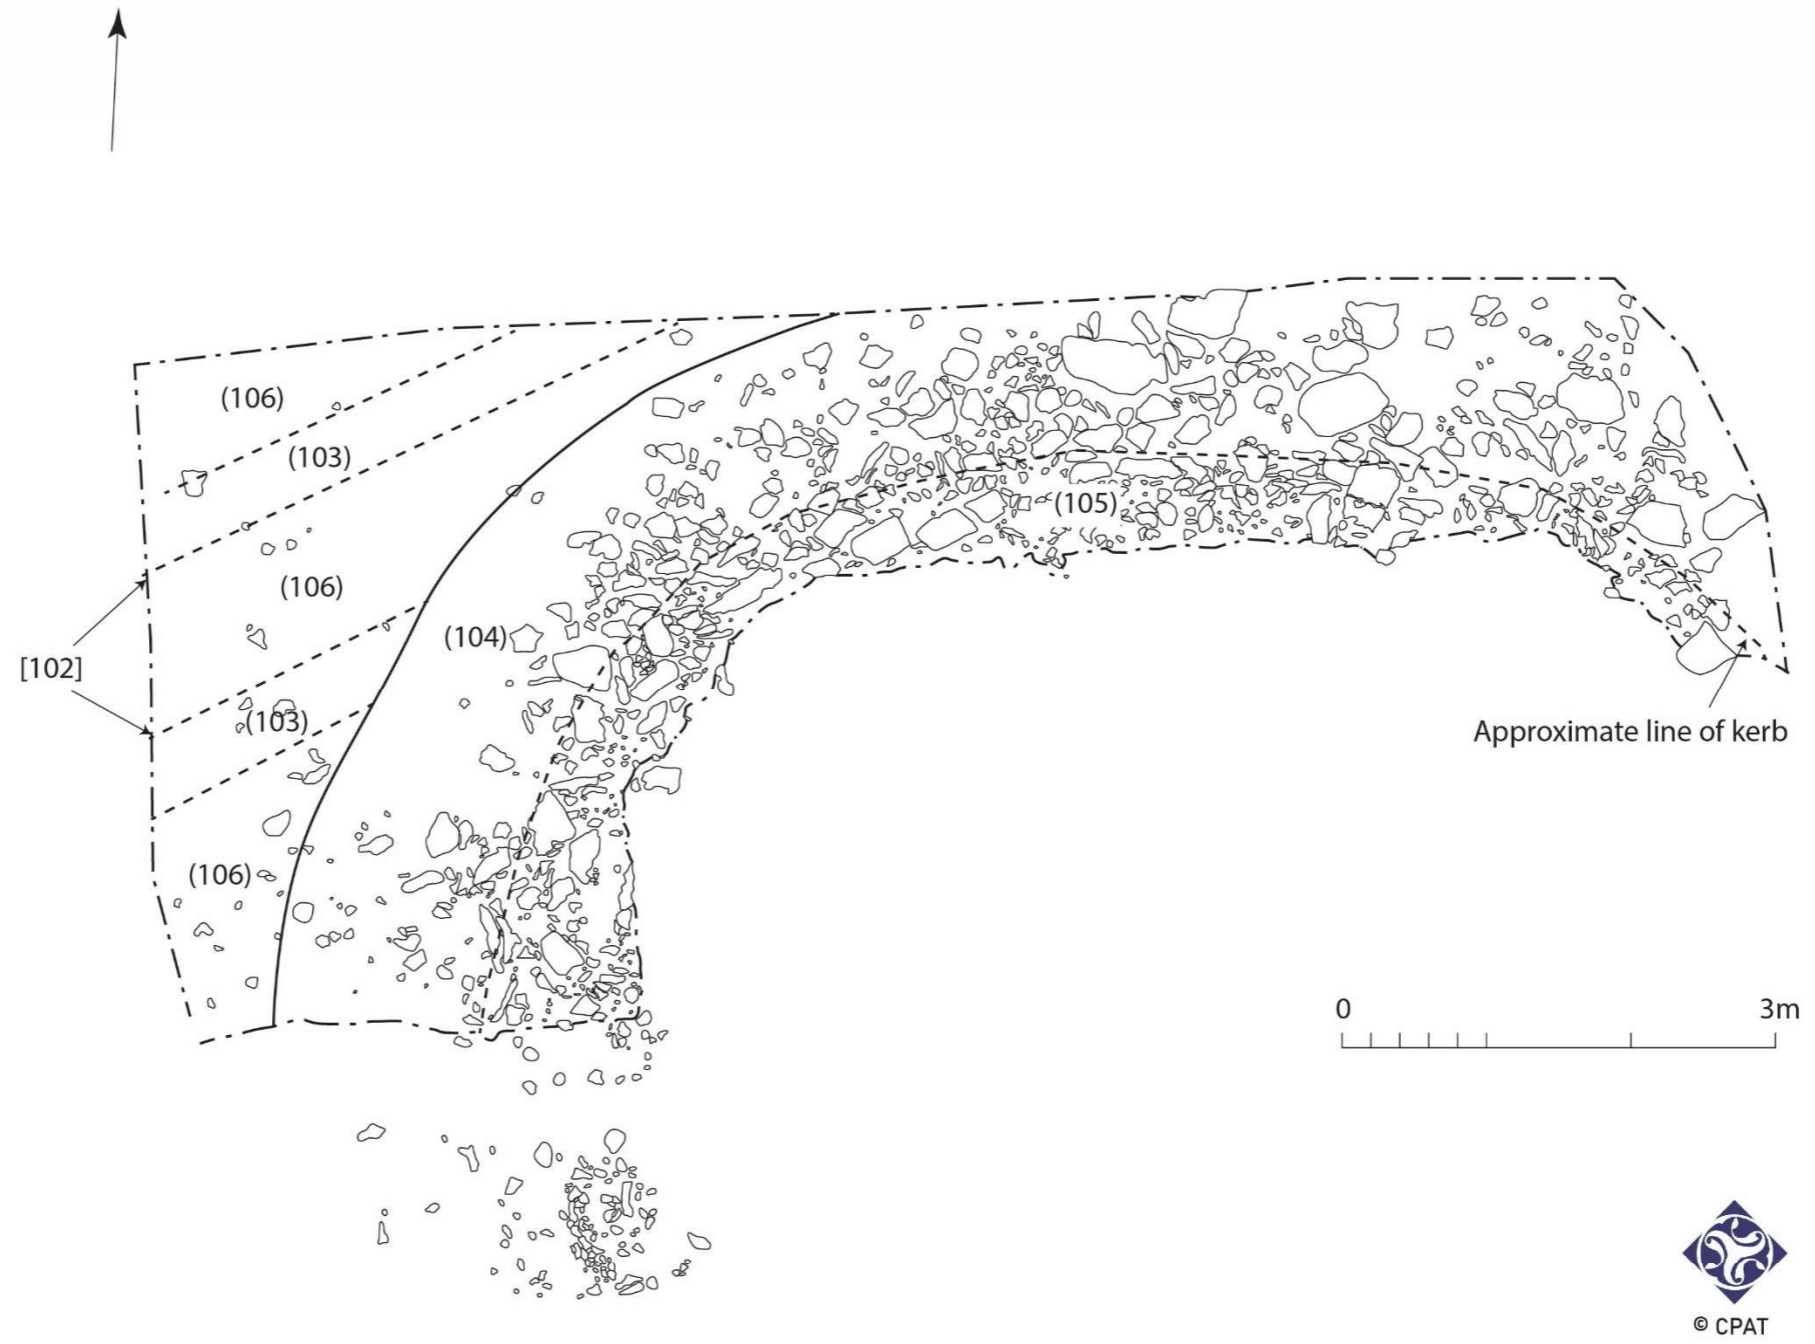 (106)
(103)
(105)
(106)
(104)
[102]
(103)
Approximate line of kerb
(106)
0 3m
© CPAT